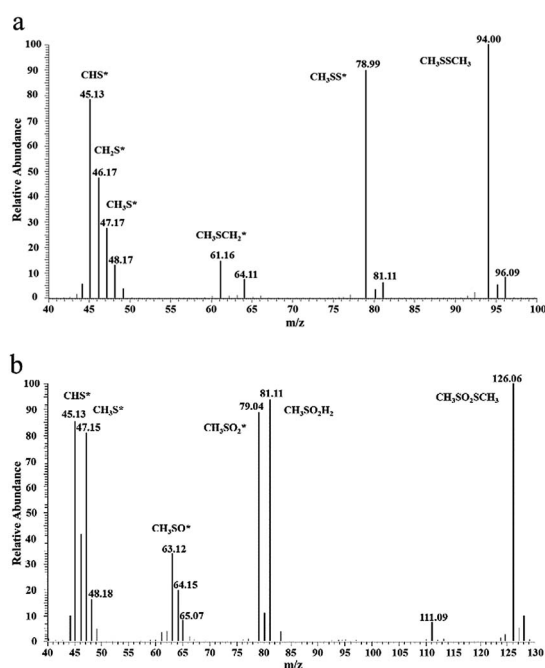 a
94.00
78.99
CH₃SSCH₃
CHS*
CH₃SS*
45.13
CH₂S*
46.17
CH₃S*
47.17
CH₃SCH₂*
48.17
61.16
64.11
81.11
96.09
Relative Abundance
100
90
80
70
60
50
40
30
20
10
0
40 45 50 55 60 65 70 75 80 85 90 95 100
m/z
b
126.06
81.11
CHS*
79.04
CH₃SO₂SCH₃
45.13
CH₃S*
CH₃SO₂H₂
47.15
CH₃SO₂*
CH₃SO*
63.12
64.15
48.18
65.07
111.09
Relative Abundance
100
90
80
70
60
50
40
30
20
10
0
40 45 50 55 60 65 70 75 80 85 90 95 100 105 110 115 120 125 130
m/z